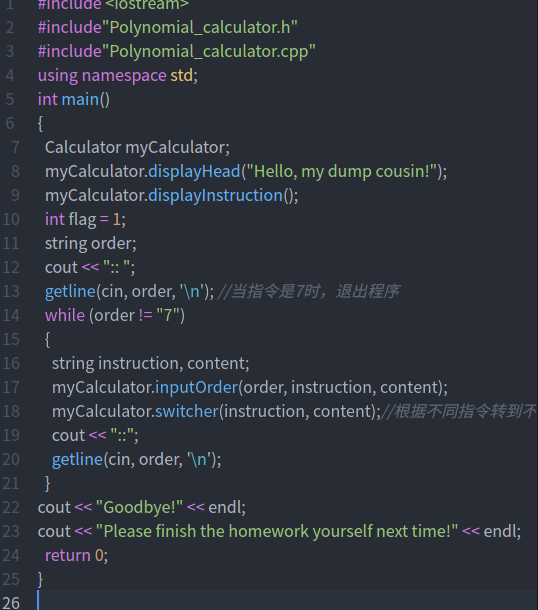 1 #include <iostream>
2 #include"Polynomial_calculator.h"
3 #include"Polynomial_calculator.cpp"
4 using namespace std;
5 int main()
6 {
7 Calculator myCalculator;
8 myCalculator.displayHead("Hello, my dump cousin!");
9 myCalculator.displayInstruction();
10 int flag = 1;
11 string order;
12 cout << ":: ";
13 getline(cin, order, '\n'); //当指令是7时，退出程序
14 while (order != "7")
15 {
16 string instruction, content;
17 myCalculator.inputOrder(order, instruction, content);
18 myCalculator.switcher(instruction, content);//根据不同指令转到不
19 cout << "::";
20 getline(cin, order, '\n');
21 }
22 cout << "Goodbye!" << endl;
23 cout << "Please finish the homework yourself next time!" << endl;
24 return 0;
25 }
26